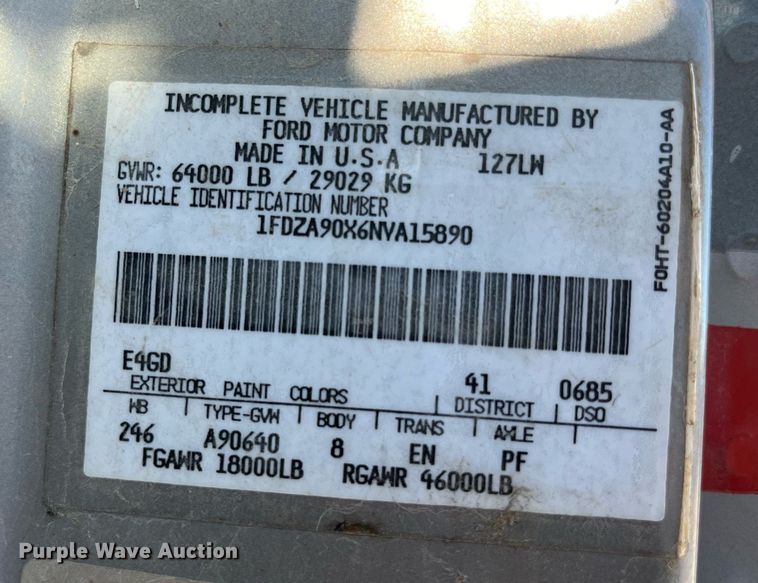 INCOMPLETE VEHICLE MANUFACTURED BY
FORD MOTOR COMPANY
MADE IN U.S.A 127LW
GVWR: 64000 LB / 29029 KG
VEHICLE IDENTIFICATION NUMBER
1FDZA90X6NVA15890
E4GD 41 0685
EXTERIOR PAINT COLORS DISTRICT DSO
WB TYPE-GVW BODY TRANS AXLE
246 A90640 8 EN PF
FGAWR 18000LB RGAWR 46000LB
F0HT-60204A10-AA
Purple Wave Auction